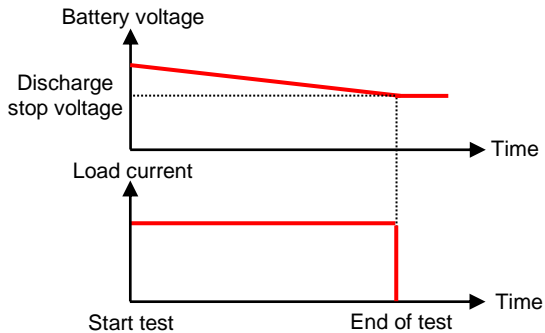 Battery voltage
Discharge
stop voltage
Time
Load current
Time
Start test
End of test